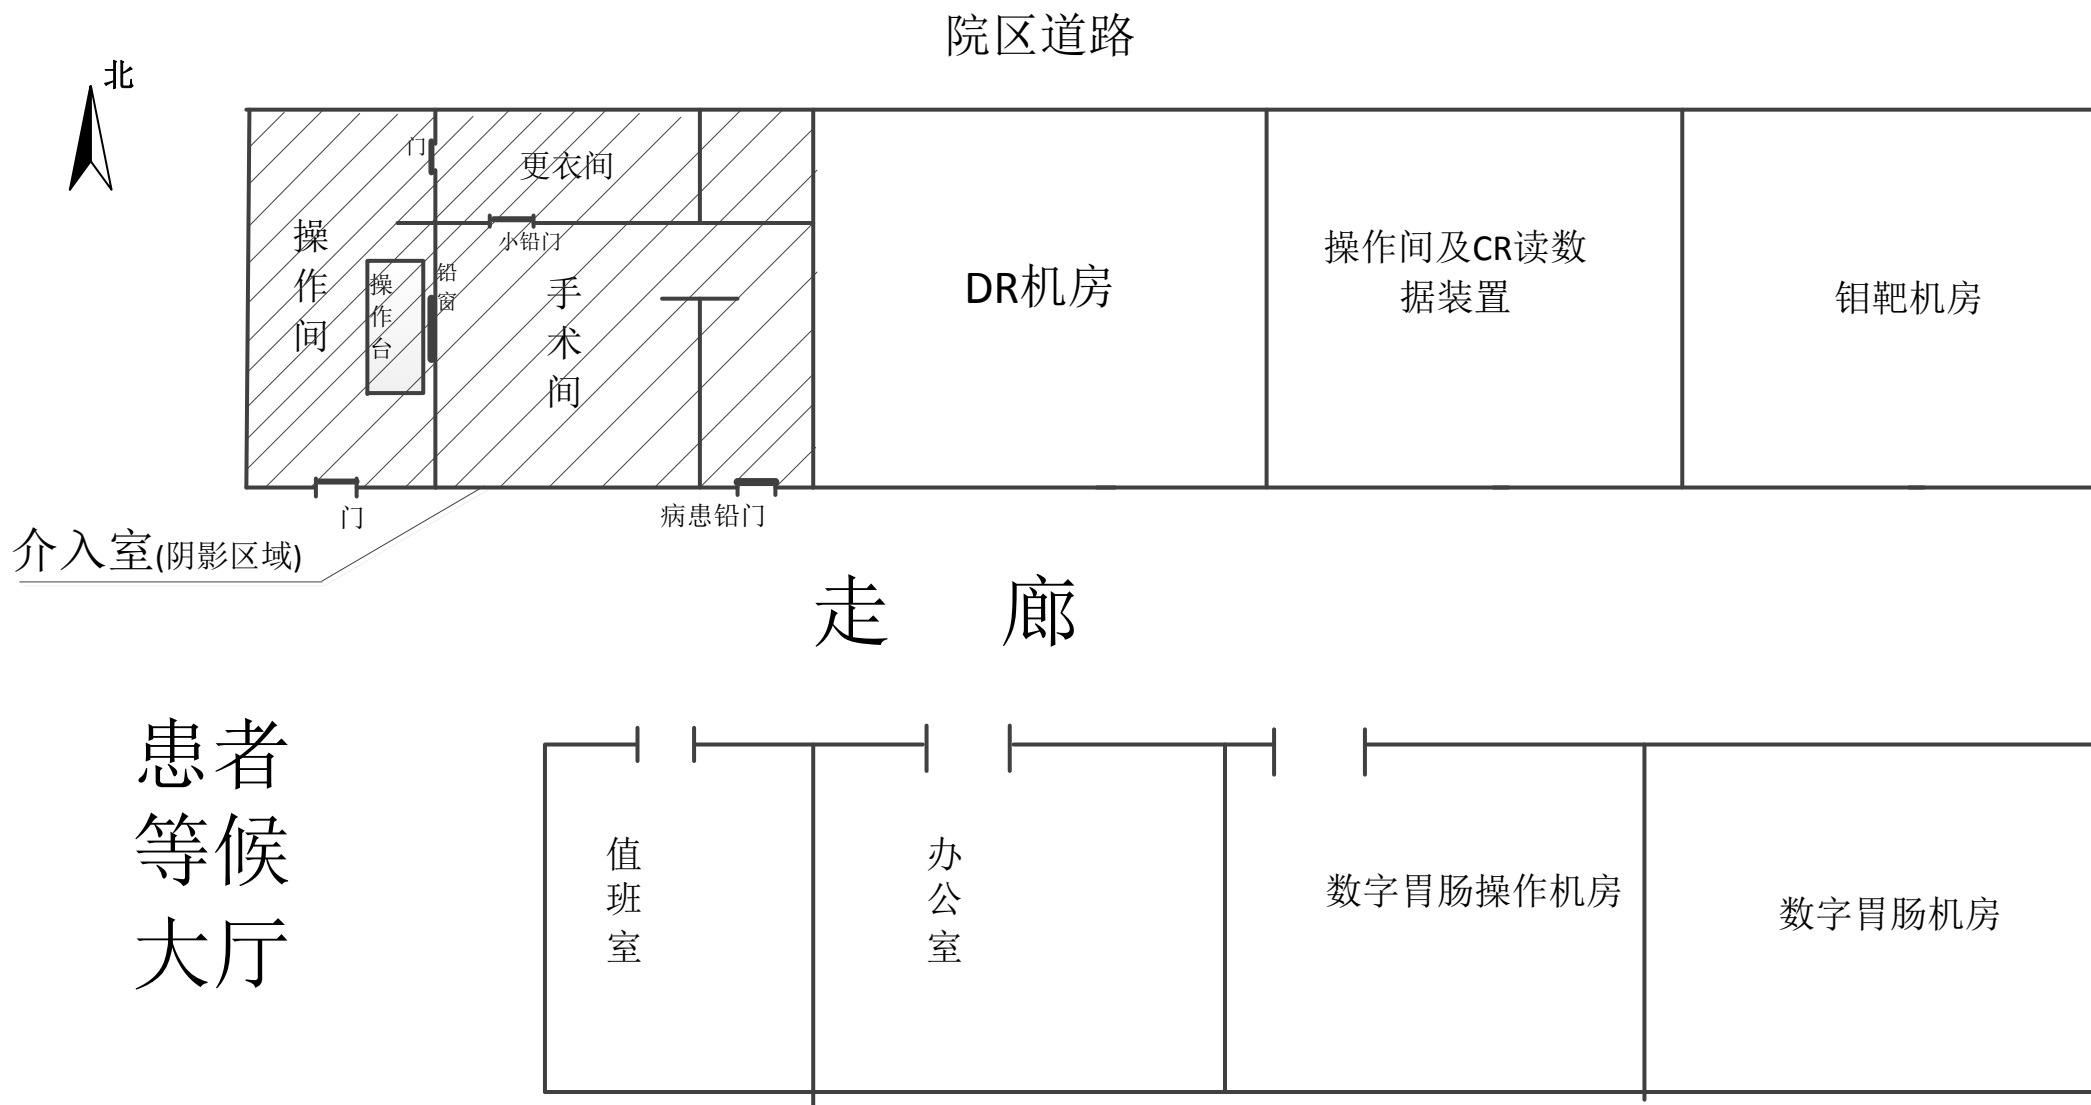 院区道路
北
门
更衣间
小铅门
操作间
操作台
铅窗
手术间
DR机房
操作间及CR读数
据装置
钼靶机房
门
病患铅门
介入室(阴影区域)
走 廊
患者
等候
大厅
值班室
办公室
数字胃肠操作机房
数字胃肠机房